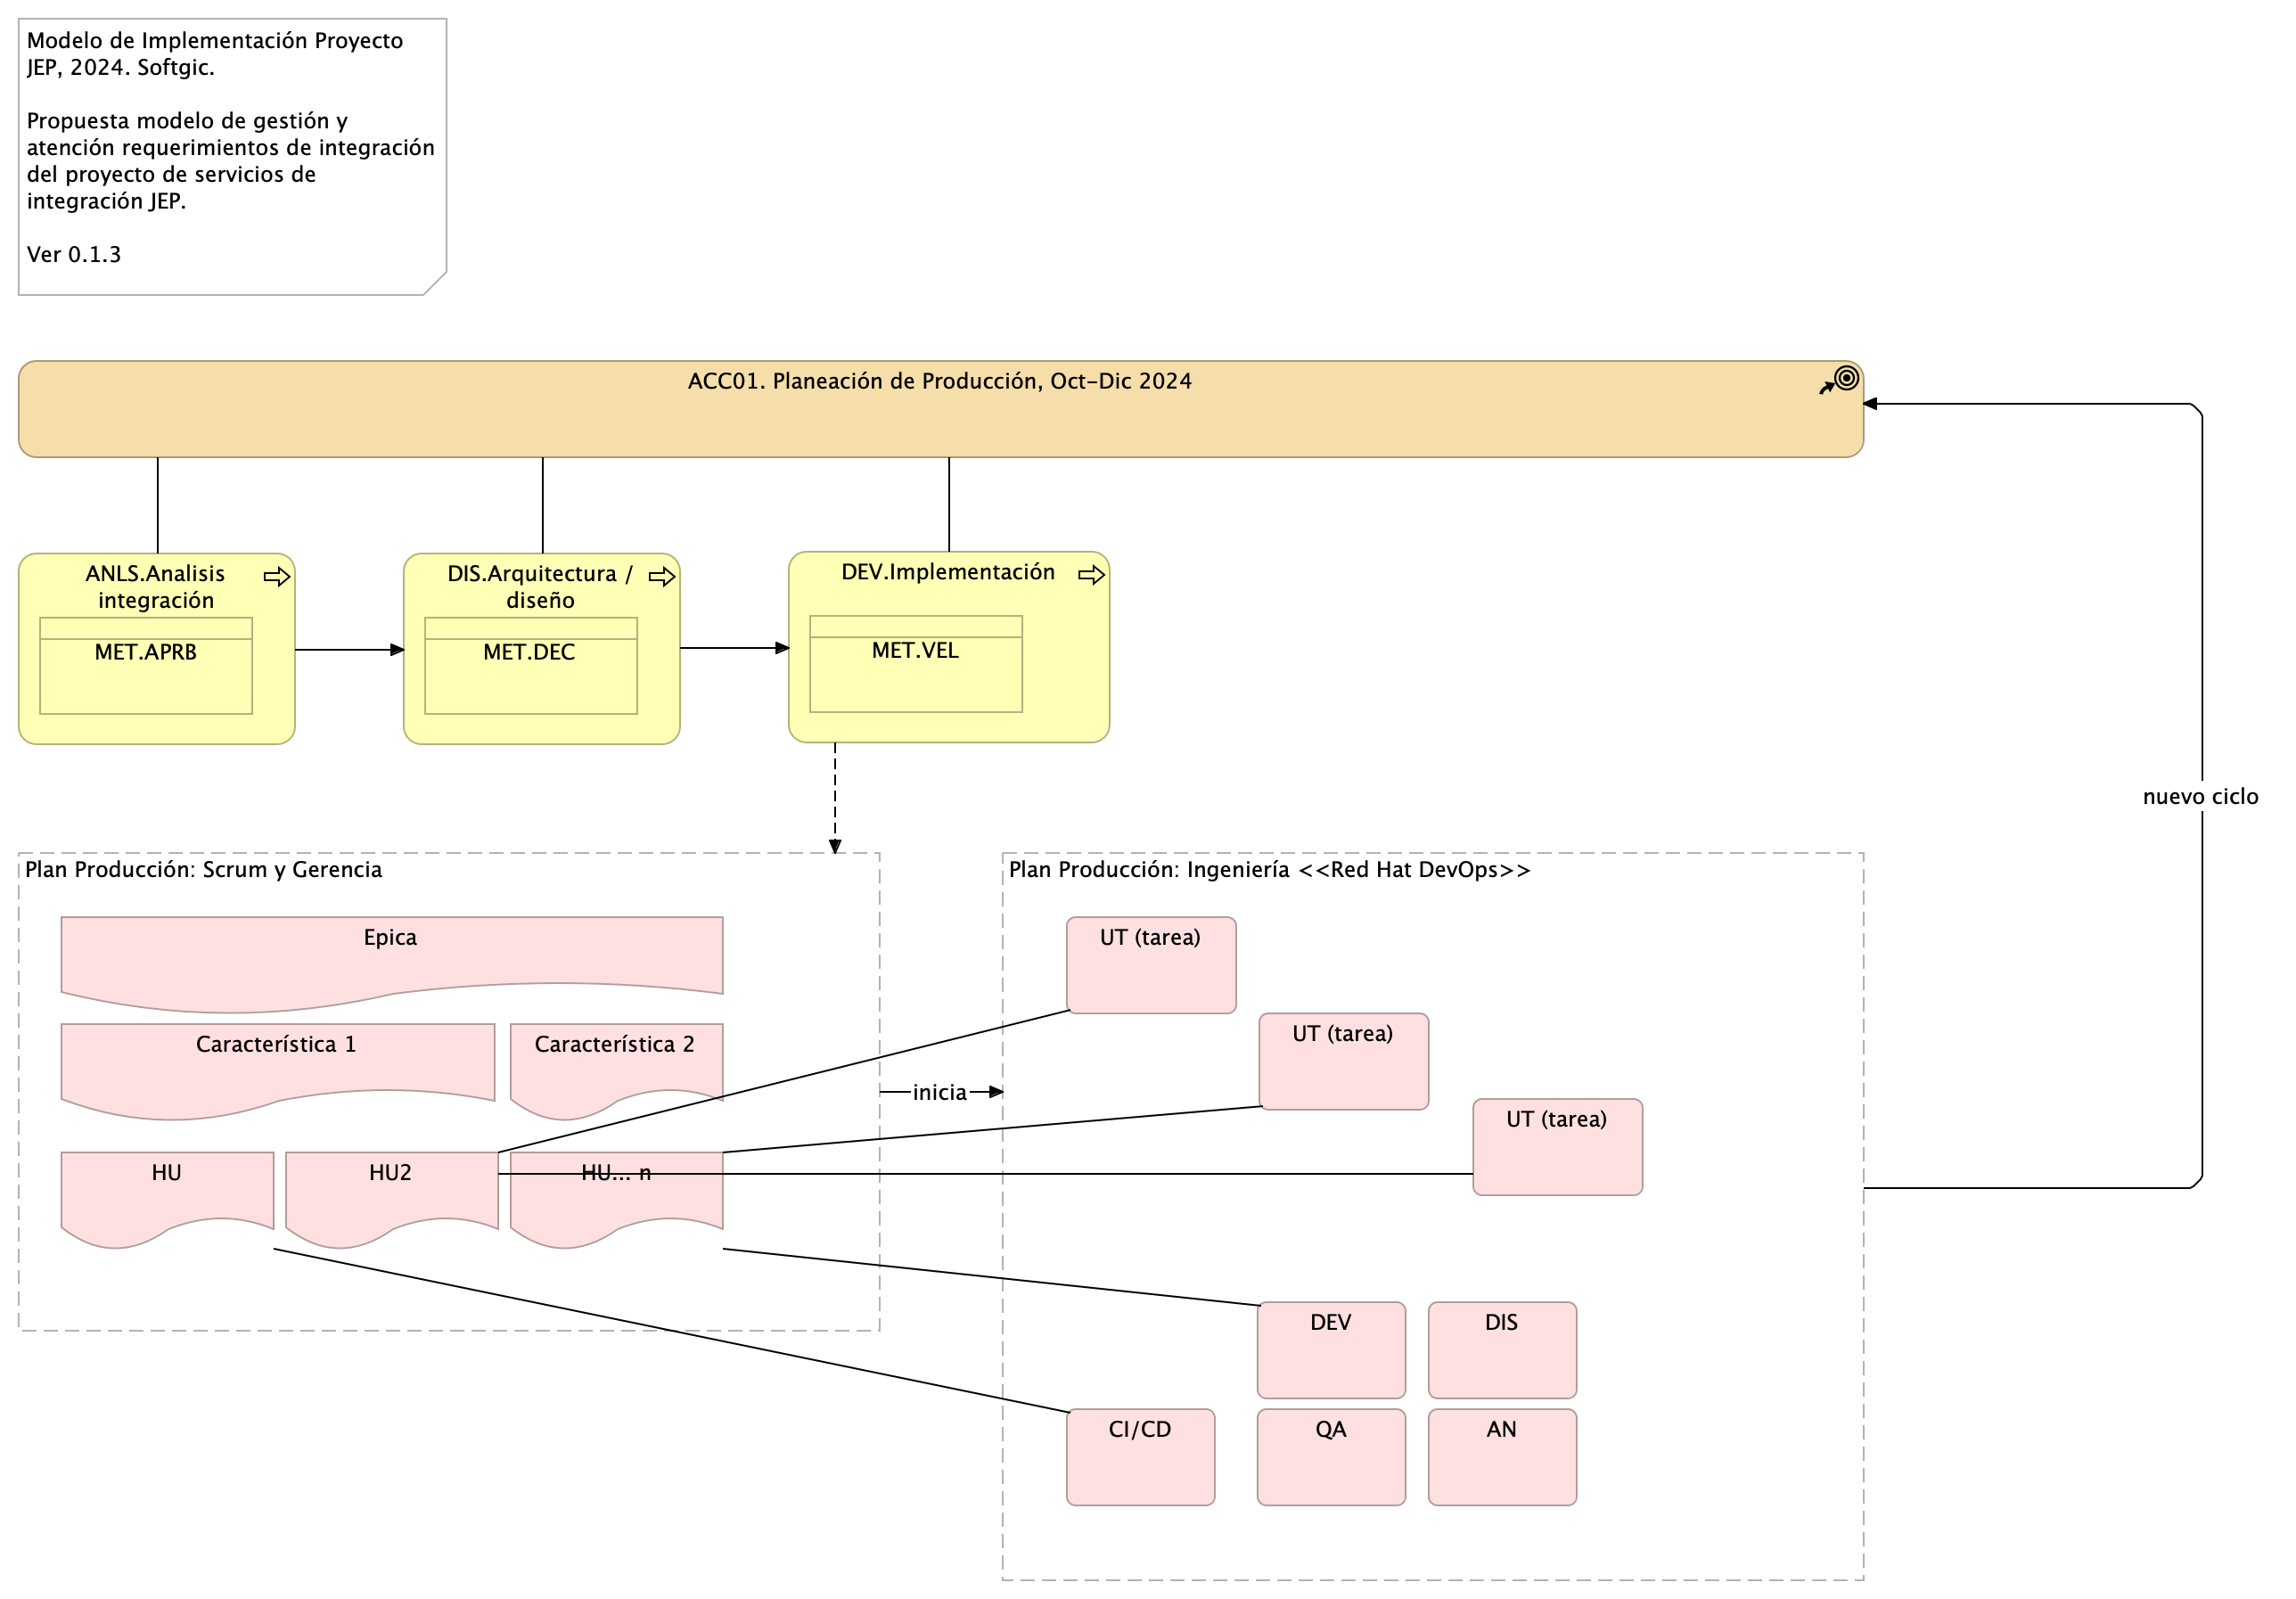 Modelo de Implementación Proyecto
JEP, 2024. Softgic.
Propuesta modelo de gestión y
atención requerimientos de integración
del proyecto de servicios de
integración JEP.
Ver 0.1.3
ACC01. Planeación de Producción, Oct-Dic 2024
ANLS.Analisis
integración
MET.APRB
DIS.Arquitectura /
diseño
MET.DEC
DEV.Implementación
MET.VEL
nuevo ciclo
Plan Producción: Scrum y Gerencia
Epica
Característica 1
Característica 2
HU
HU2
HU... n
inicia
Plan Producción: Ingeniería <<Red Hat DevOps>>
UT (tarea)
UT (tarea)
UT (tarea)
DEV
DIS
CI/CD
QA
AN